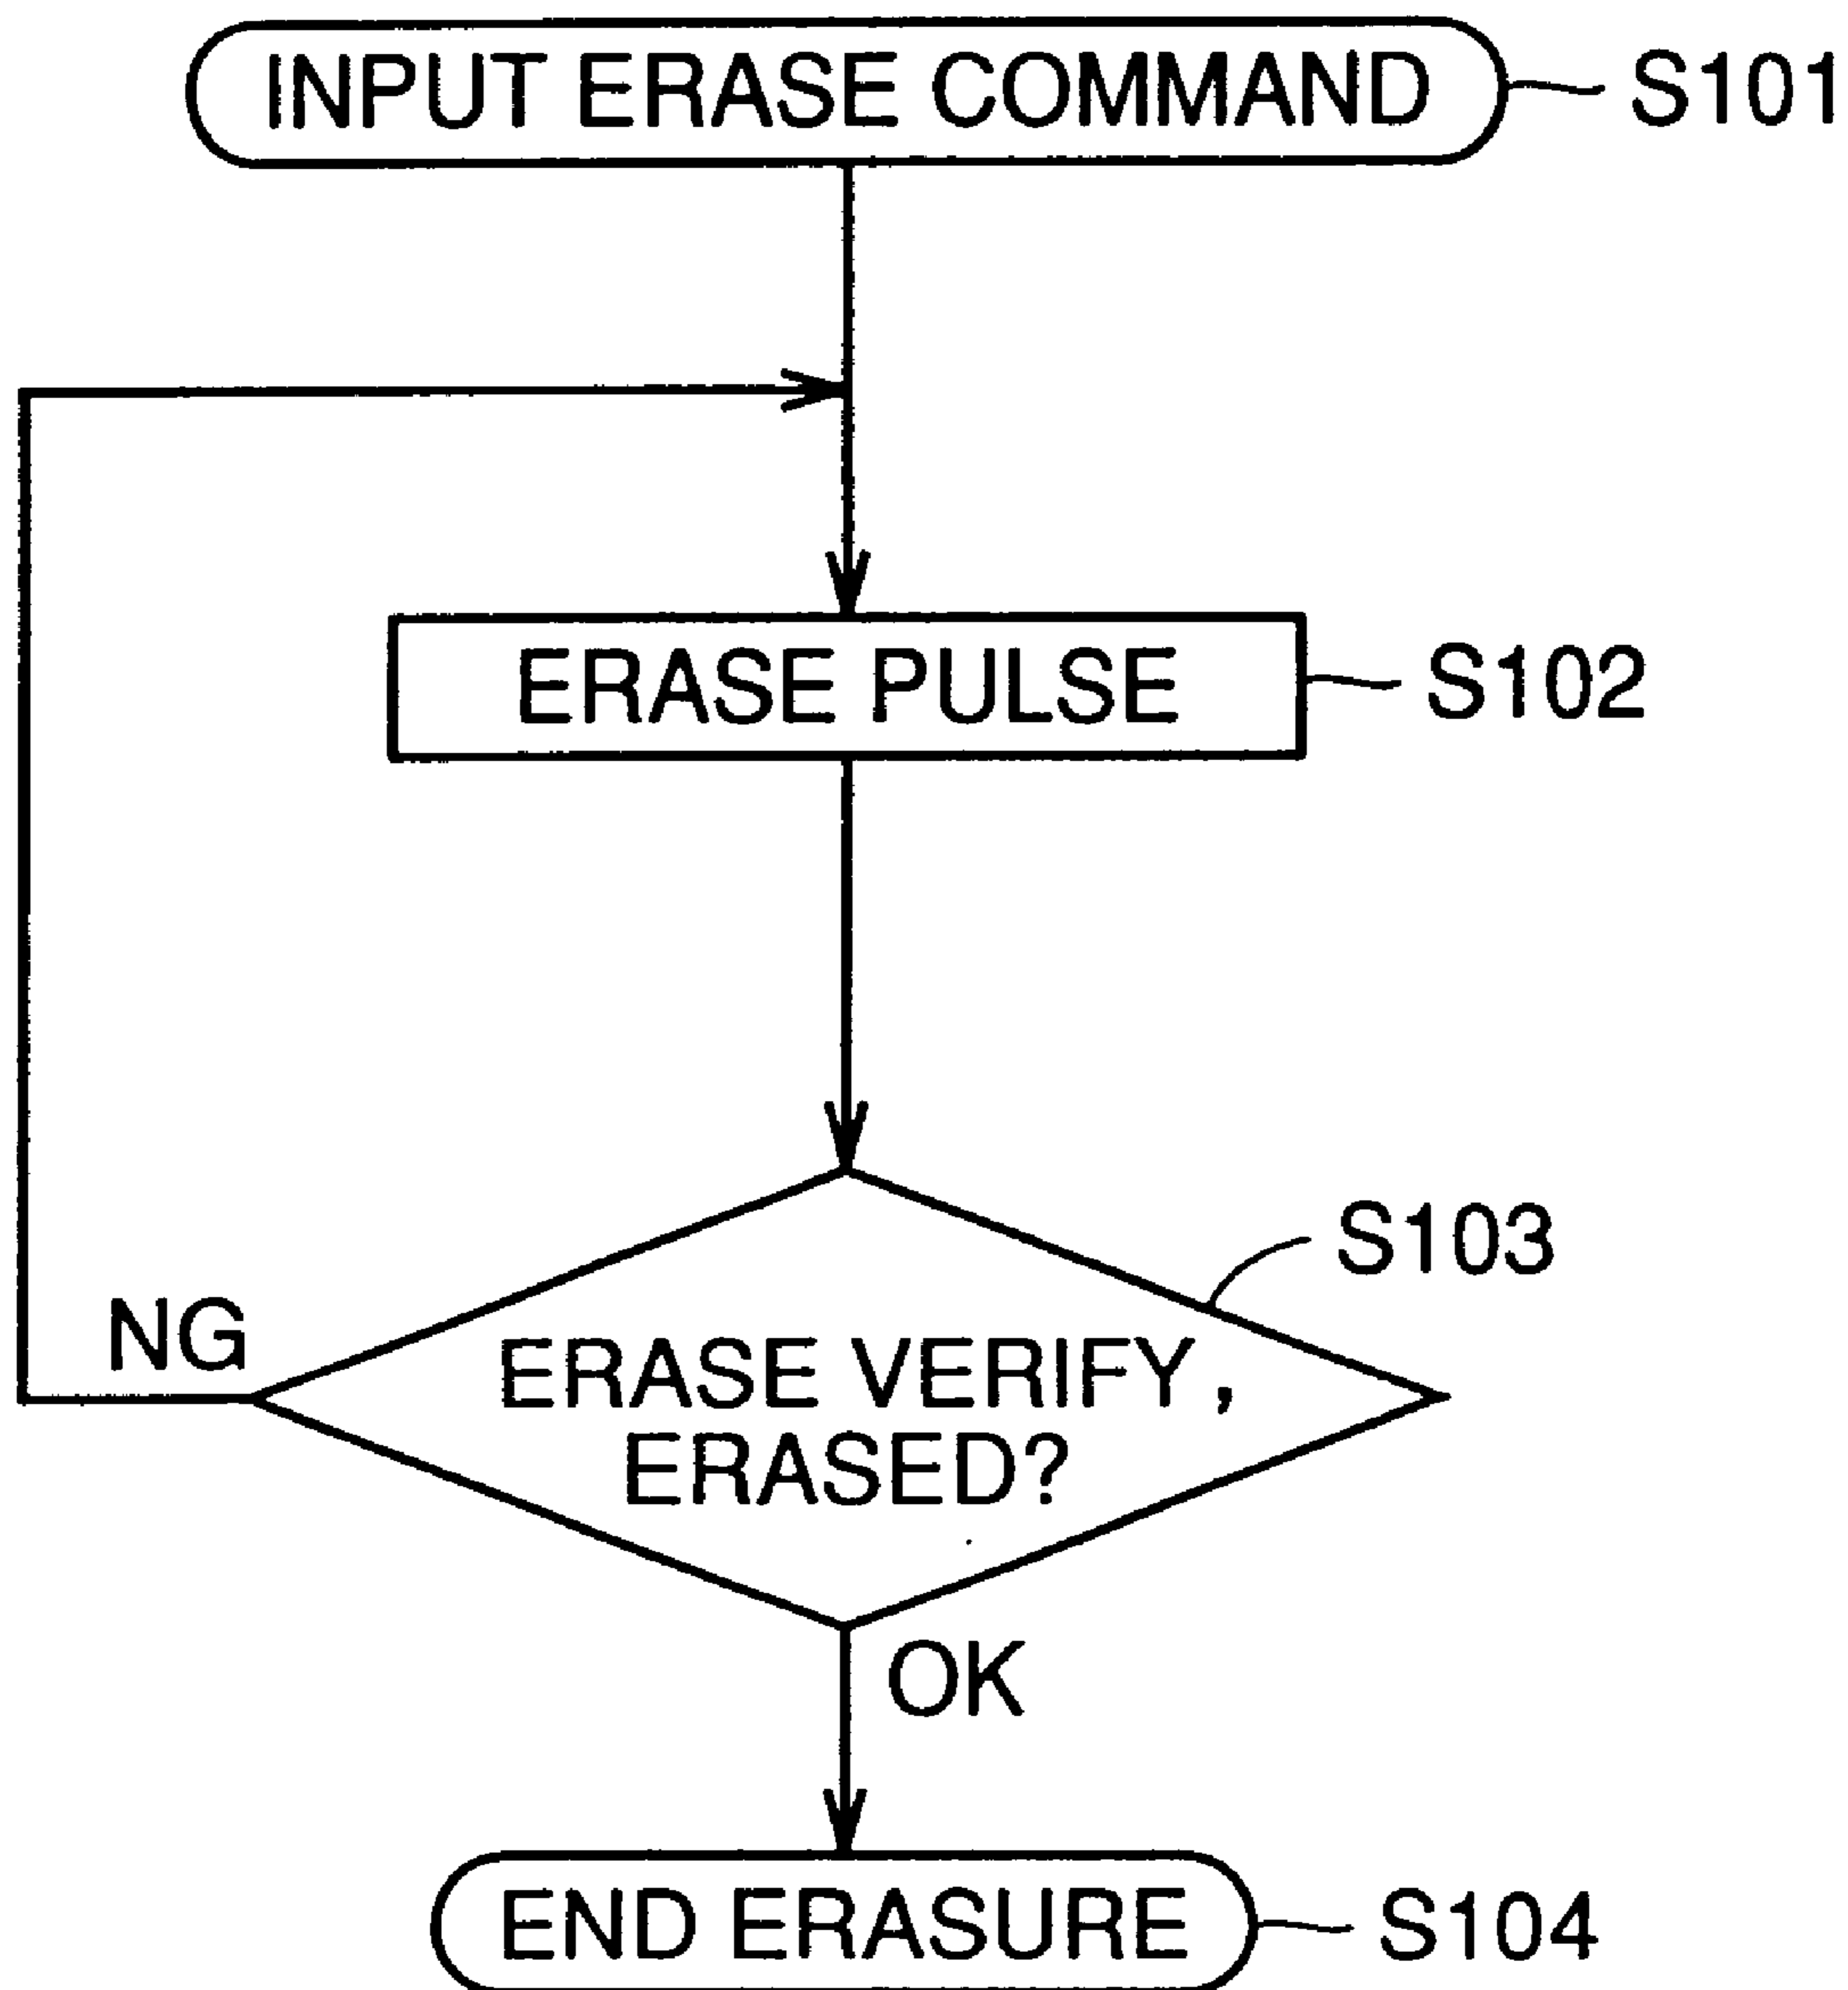 INPUT ERASE COMMAND
S101
ERASE PULSE
S102
S103
NG
ERASE VERIFY,
ERASED?
OK
END ERASURE
S104